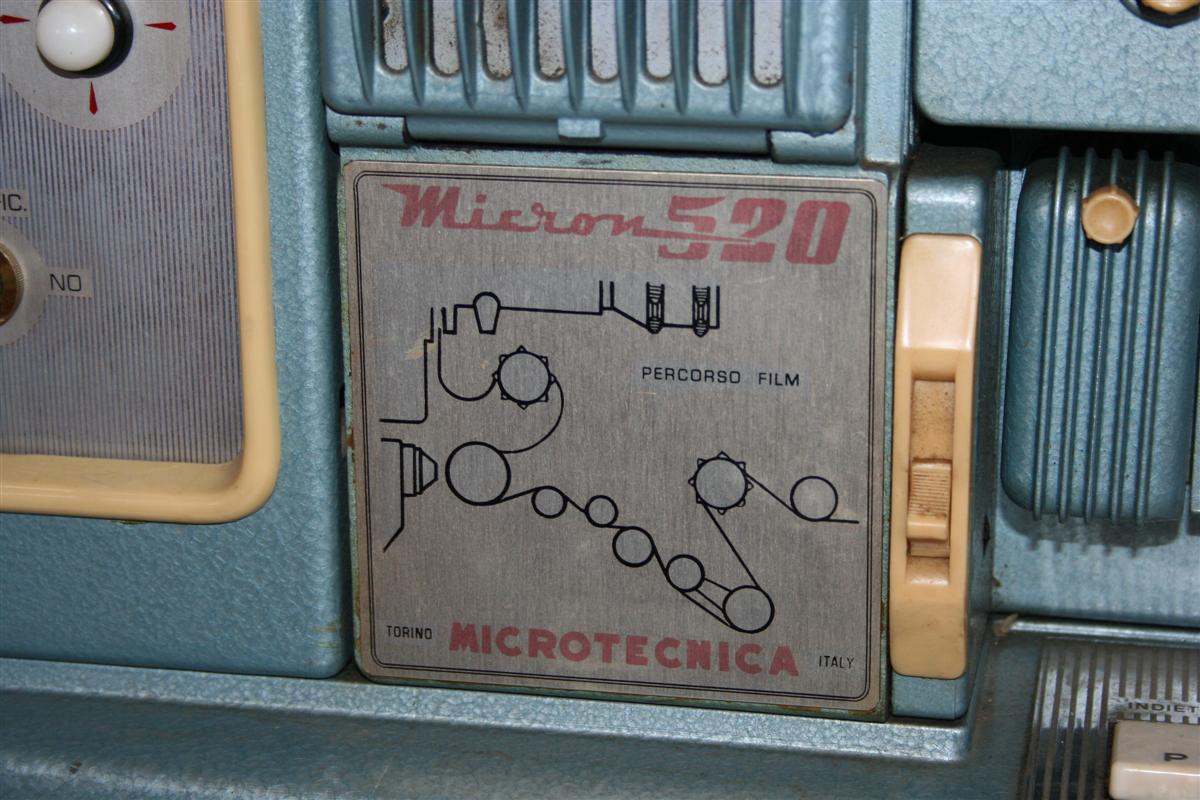 Micron 520
PERCORSO FILM
TORINO MICROTECNICA ITALY
NO